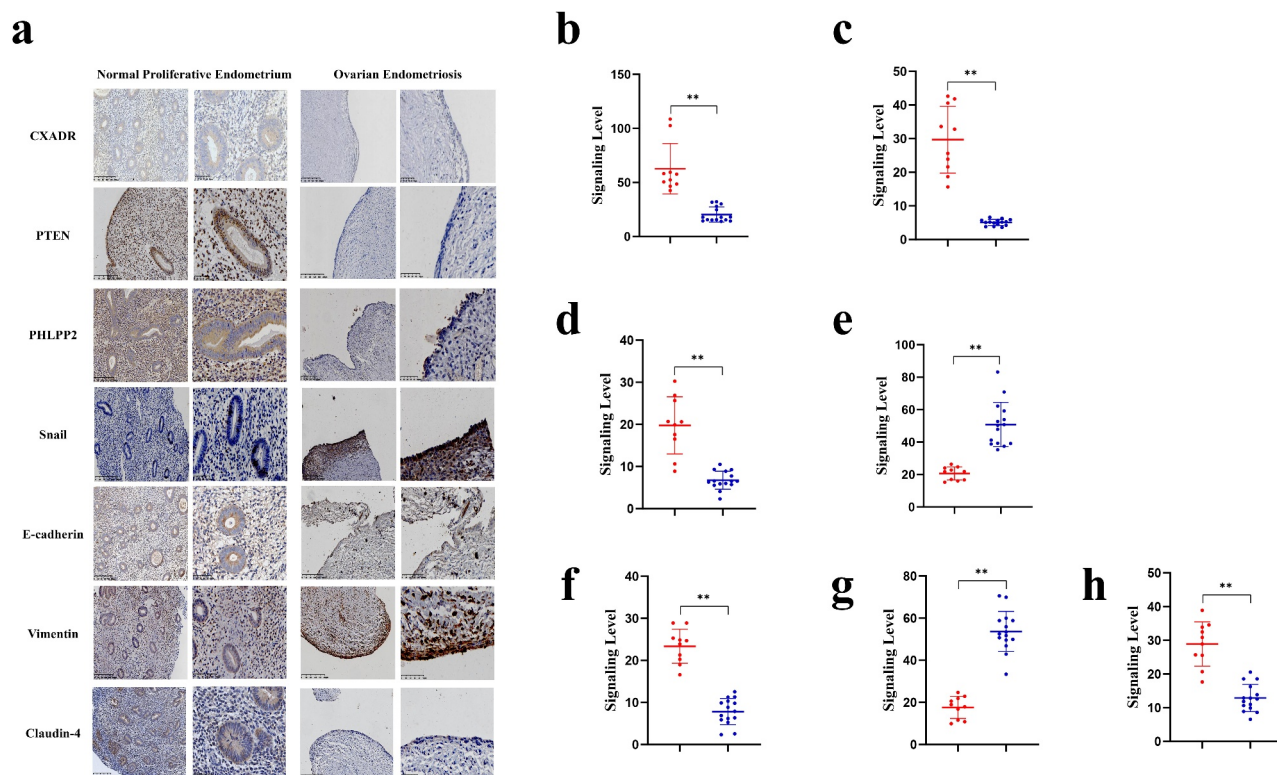 a
Normal Proliferative Endometrium
Ovarian Endometriosis
CXADR
PTEN
PHLPP2
Snail
E-cadherin
Vimentin
Claudin-4
b
Signaling Level
150
100
50
0
**
c
Signaling Level
50
40
30
20
10
0
**
d
Signaling Level
40
30
20
10
0
**
e
Signaling Level
100
80
60
40
20
0
**
f
Signaling Level
40
30
20
10
0
**
g
Signaling Level
80
60
40
20
0
**
h
Signaling Level
50
40
30
20
10
0
**